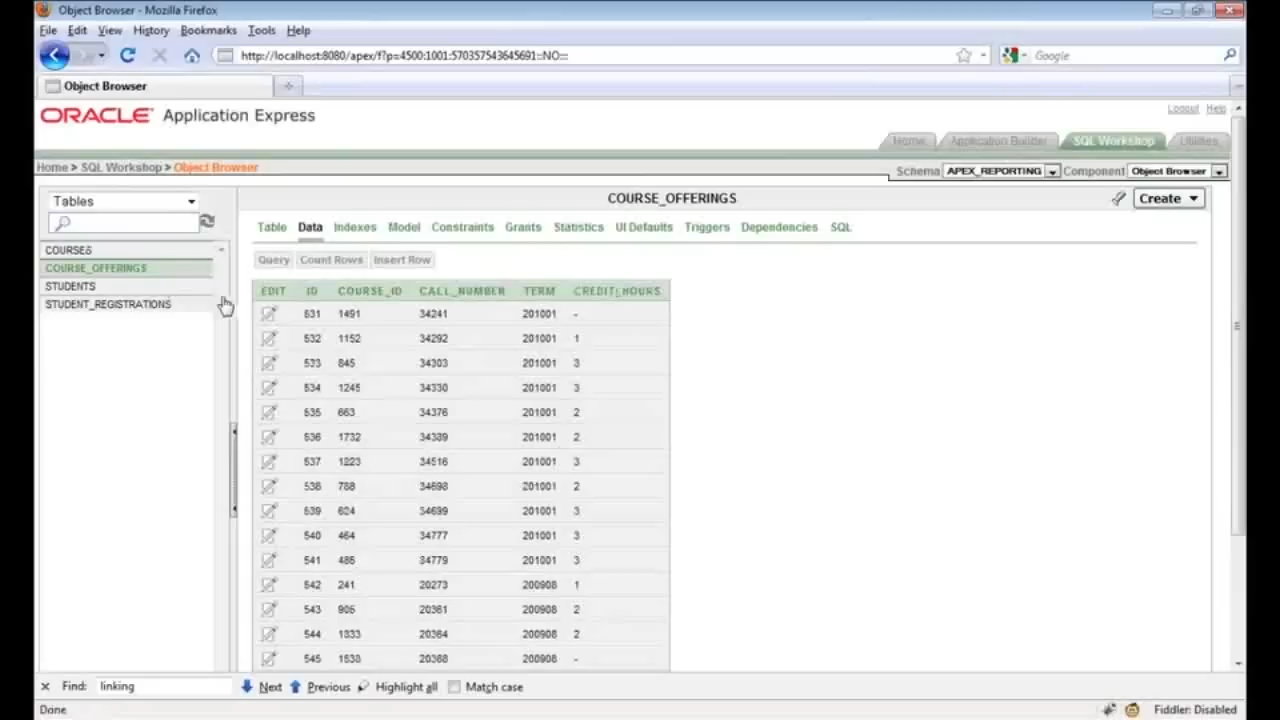 Object Browser - Mozilla Firefox
File Edit View History Bookmarks Tools Help
http://localhost:8080/apex/f?p=4500:1001:570357543645691::NO:::
Google
Object Browser
ORACLE Application Express
Logout Help
Home Application Builder SQL Workshop Utilities
Home > SQL Workshop > Object Browser
Schema APEX_REPORTING Component Object Browser
Tables
COURSES
COURSE_OFFERINGS
STUDENTS
STUDENT_REGISTRATIONS
COURSE_OFFERINGS
Create
Table Data Indexes Model Constraints Grants Statistics UI Defaults Triggers Dependencies SQL
Query Count Rows Insert Row
EDIT ID COURSE_ID CALL_NUMBER TERM CREDIT_HOURS
531 1491 34241 201001 -
532 1152 34292 201001 1
533 845 34303 201001 3
534 1245 34330 201001 3
535 663 34376 201001 2
536 1732 34389 201001 2
537 1223 34516 201001 3
538 788 34698 201001 2
539 624 34699 201001 3
540 464 34777 201001 3
541 486 34779 201001 3
542 241 20273 200908 1
543 905 20361 200908 2
544 1333 20364 200908 2
545 1530 20368 200908 -
Find: linking Next Previous Highlight all Match case
Done
Fiddler: Disabled